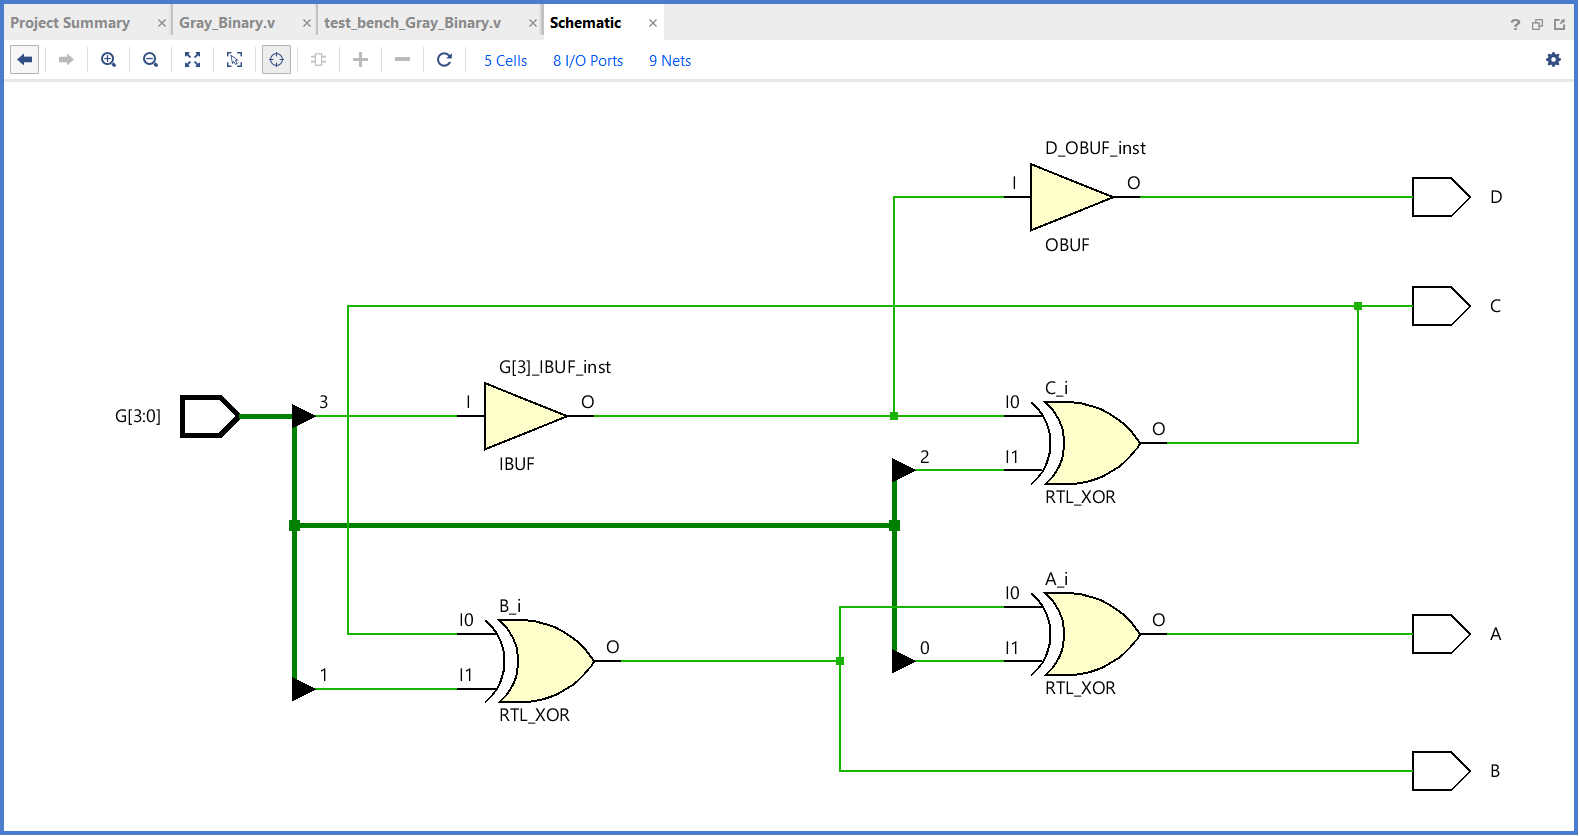 Project Summary × Gray_Binary.v × test_bench_Gray_Binary.v × Schematic × ?
5 Cells 8 I/O Ports 9 Nets
D_OBUF_inst
I O D
OBUF
C
G[3]_IBUF_inst
C_i
G[3:0] 3 I O I0
O
IBUF 2 I1
RTL_XOR
A_i
B_i I0
I0 O A
O 0 I1
1 I1
RTL_XOR
RTL_XOR
B